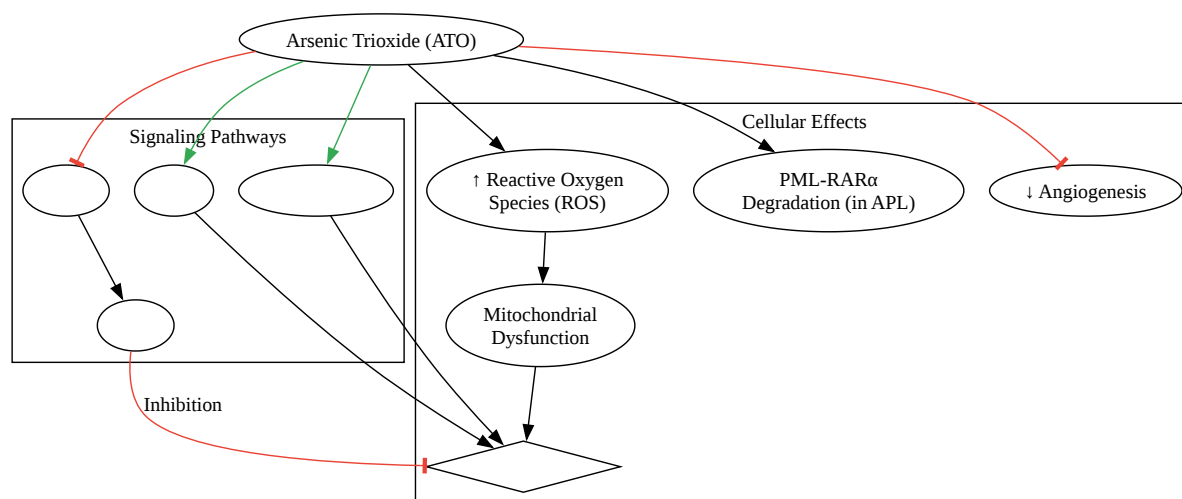 Arsenic Trioxide (ATO)
Signaling Pathways
Cellular Effects
↑ Reactive Oxygen
Species (ROS)
PML-RARα
Degradation (in APL)
↓ Angiogenesis
Mitochondrial
Dysfunction
Inhibition